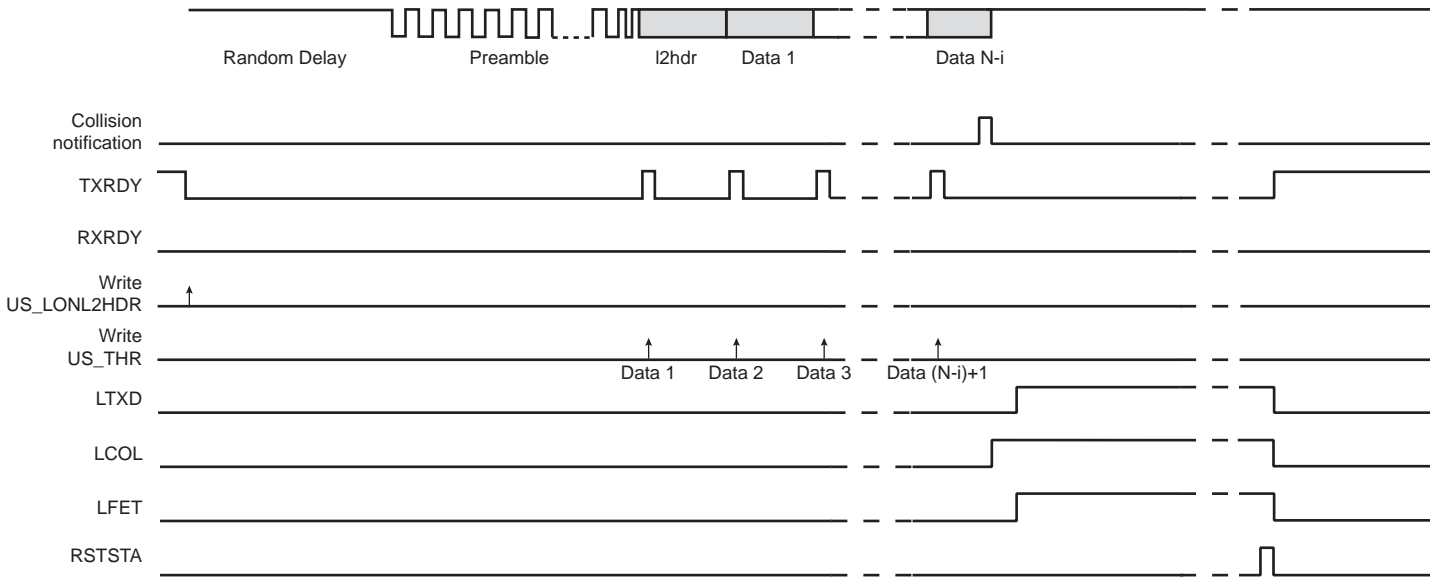 Random Delay
Preamble
l2hdr
Data 1
Data N-i
Collision
notification
TXRDY
RXRDY
Write
US_LONL2HDR
Write
US_THR
Data 1
Data 2
Data 3
Data (N-i)+1
LTXD
LCOL
LFET
RSTSTA